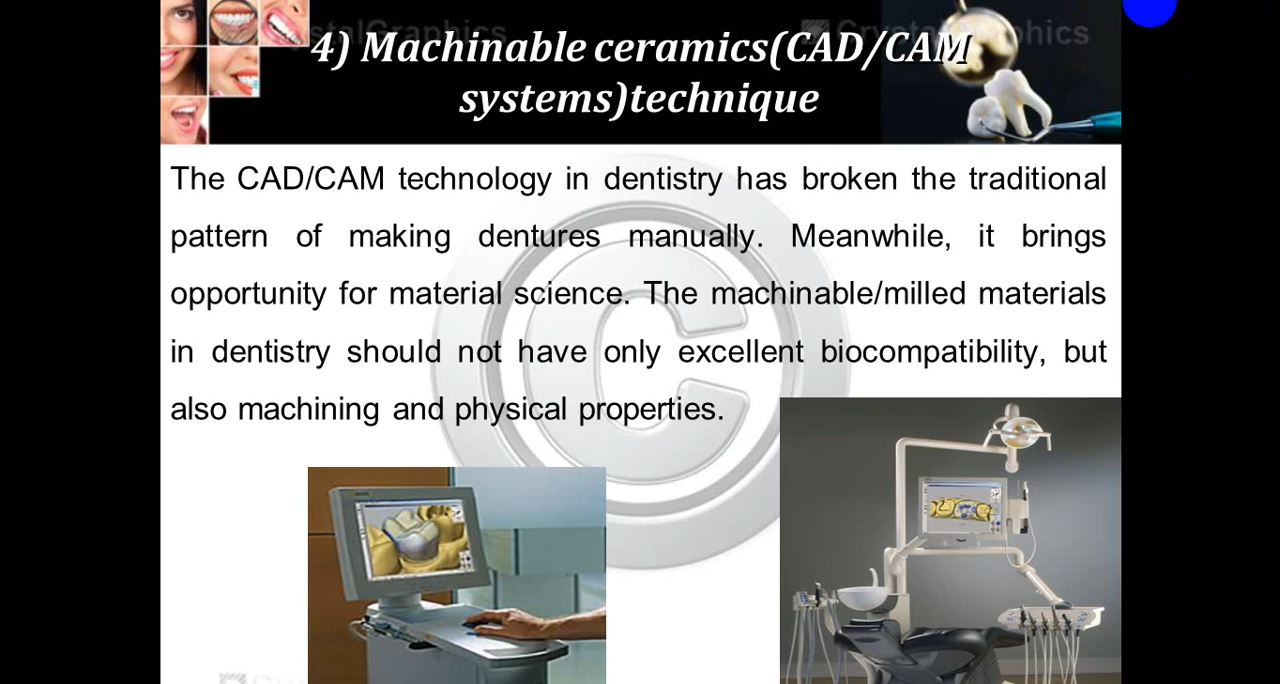 4) Machinable ceramics(CAD/CAM
systems)technique
The CAD/CAM technology in dentistry has broken the traditional
pattern of making dentures manually. Meanwhile, it brings
opportunity for material science. The machinable/milled materials
in dentistry should not have only excellent biocompatibility, but
also machining and physical properties.